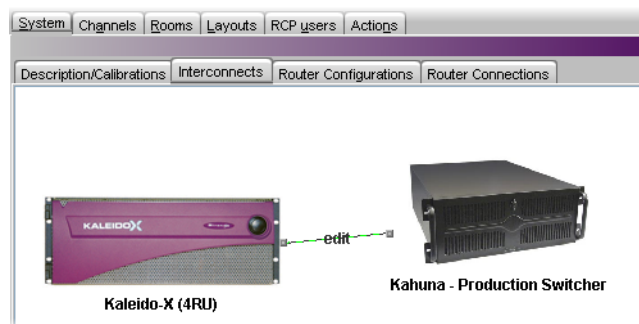 System Channels Rooms Layouts RCP users Actions
Description/Calibrations Interconnects Router Configurations Router Connections
KALEIDOX
edit
Kaleido-X (4RU)
Kahuna - Production Switcher